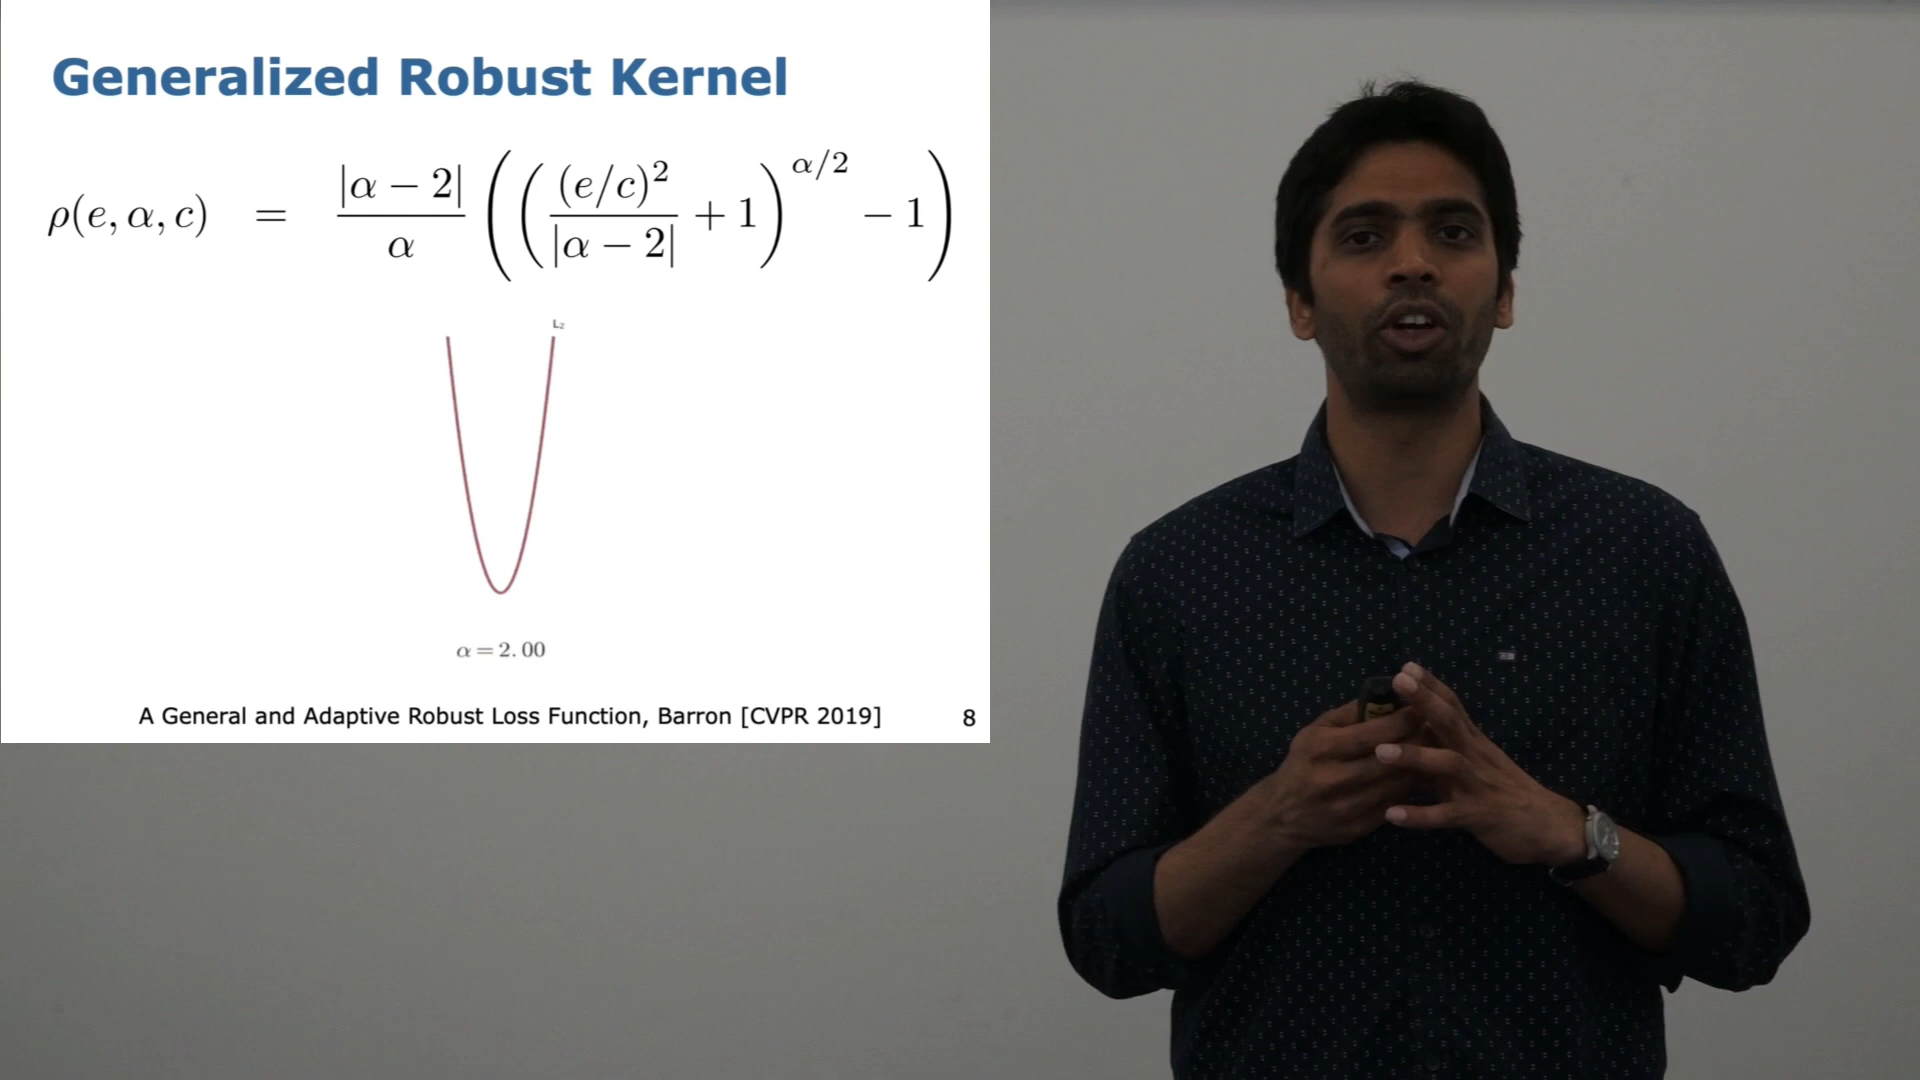 Generalized Robust Kernel
ρ(e, α, c) = |α − 2| / α (((e/c)² / |α − 2| + 1)^{α/2} − 1)
L₂
α = 2.00
A General and Adaptive Robust Loss Function, Barron [CVPR 2019]
8